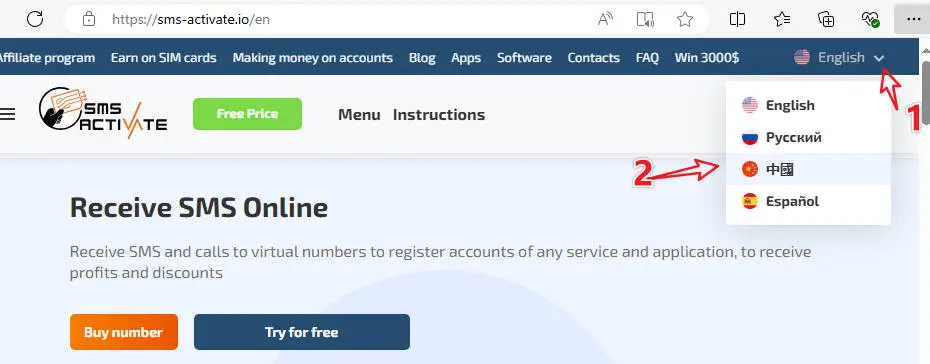 https://sms-activate.io/en
Affiliate program Earn on SIM cards Making money on accounts Blog Apps Software Contacts FAQ Win 3000$ English
1
SMS
ACTIVATE
Free Price
Menu Instructions
English
Русский
2
中國
Español
Receive SMS Online
Receive SMS and calls to virtual numbers to register accounts of any service and application, to receive
profits and discounts
Buy number
Try for free